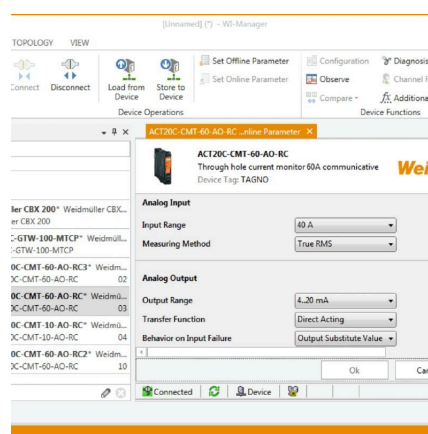 [Unnamed] (*) - WI-Manager
TOPOLOGY VIEW
Connect
Disconnect
Load from Device
Store to Device
Set Offline Parameter
Set Online Parameter
Device Operations
Configuration
Observe
Compare
Diagnosis
Channel
Additiona
Device Functions
ACT20C-CMT-60-AO-RC ...nline Parameter
ACT20C-CMT-60-AO-RC
Through hole current monitor 60A communicative
Device Tag: TAGNO
Wei
ller CBX 200* Weidmüller CBX...
er CBX 200
C-GTW-100-MTCP* Weidmüll...
C-GTW-100-MTCP
0C-CMT-60-AO-RC3* Weidm...
0C-CMT-60-AO-RC 02
0C-CMT-60-AO-RC* Weidmü...
0C-CMT-60-AO-RC 03
0C-CMT-10-AO-RC* Weidmü...
0C-CMT-10-AO-RC 04
0C-CMT-60-AO-RC2* Weidm...
0C-CMT-60-AO-RC 10
Analog Input
Input Range 40 A
Measuring Method True RMS
Analog Output
Output Range 4..20 mA
Transfer Function Direct Acting
Behavior on Input Failure Output Substitute Value
Ok
Can
Connected
Device